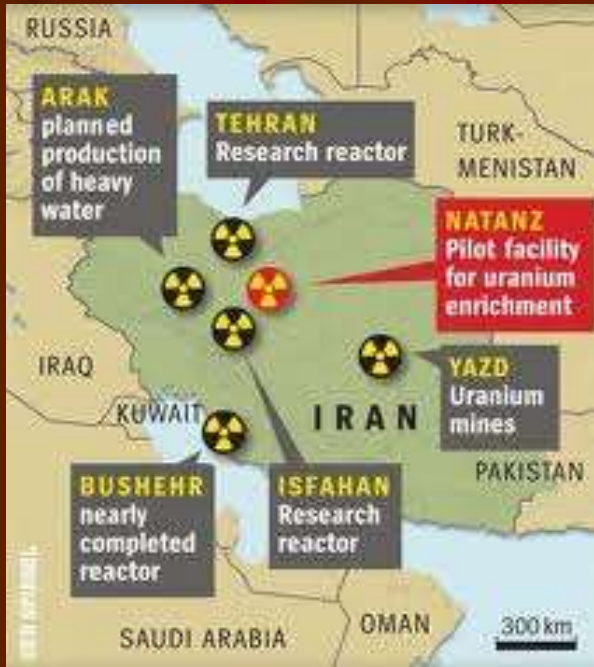 RUSSIA
ARAK
planned
production
of heavy
water
TEHRAN
Research reactor
TURK-
MENISTAN
NATANZ
Pilot facility
for uranium
enrichment
IRAQ
KUWAIT
IRAN
YAZD
Uranium
mines
PAKISTAN
BUSHEHR
nearly
completed
reactor
ISFAHAN
Research
reactor
SAUDI ARABIA
OMAN
300 km